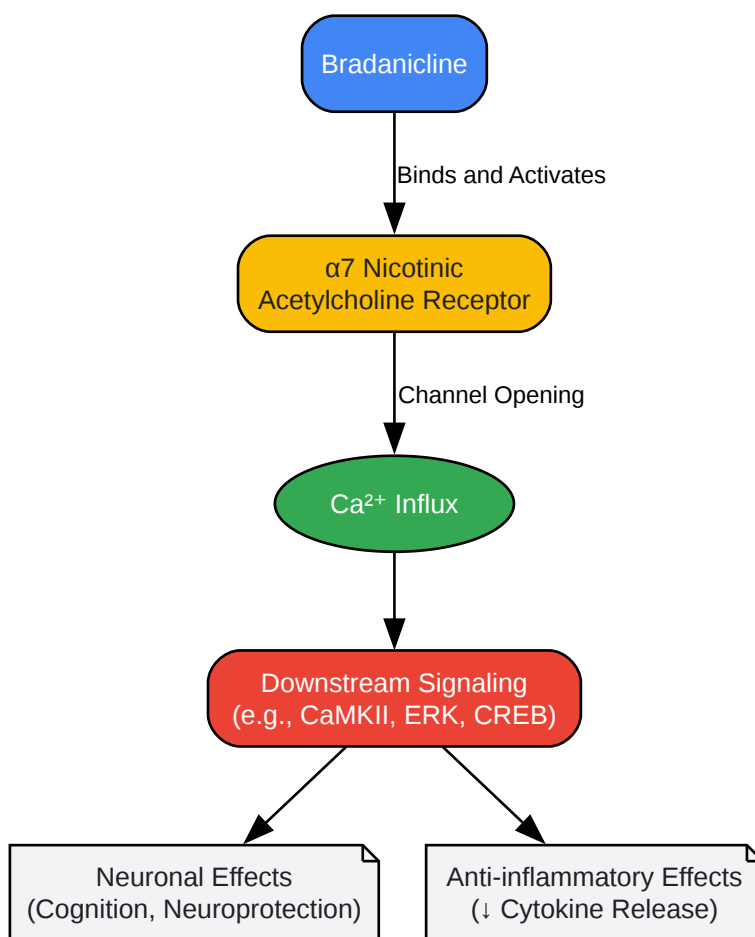 Bradanicline
Binds and Activates
α7 Nicotinic
Acetylcholine Receptor
Channel Opening
Ca²⁺ Influx
Downstream Signaling
(e.g., CaMKII, ERK, CREB)
Neuronal Effects
(Cognition, Neuroprotection)
Anti-inflammatory Effects
(↓ Cytokine Release)